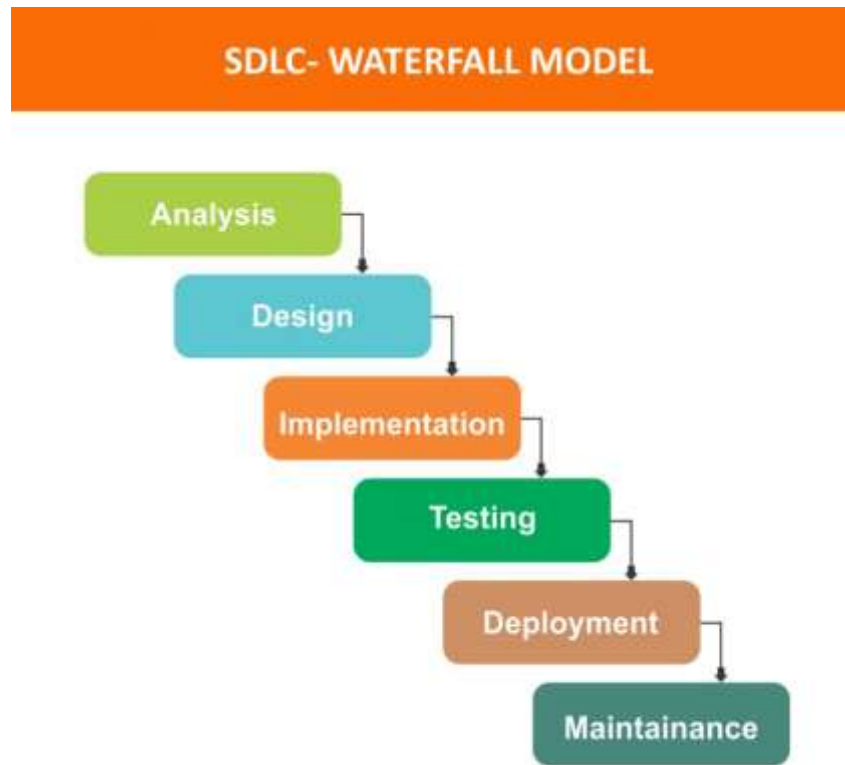 SDLC- WATERFALL MODEL
Analysis
Design
Implementation
Testing
Deployment
Maintainance